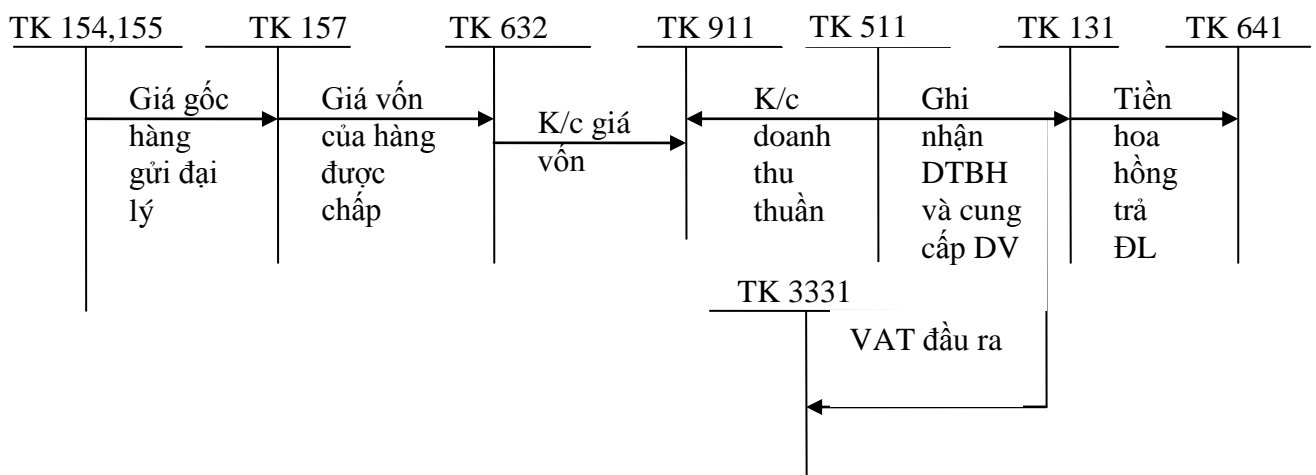 TK 154,155
TK 157
TK 632
TK 911
TK 511
TK 131
TK 641
Giá gốc
hàng
gửi đại
lý
Giá vốn
của hàng
được
chấp
K/c giá
vốn
K/c
doanh
thu
thuần
Ghi
nhận
DTBH
và cung
cấp DV
Tiền
hoa
hồng
trả
ĐL
TK 3331
VAT đầu ra